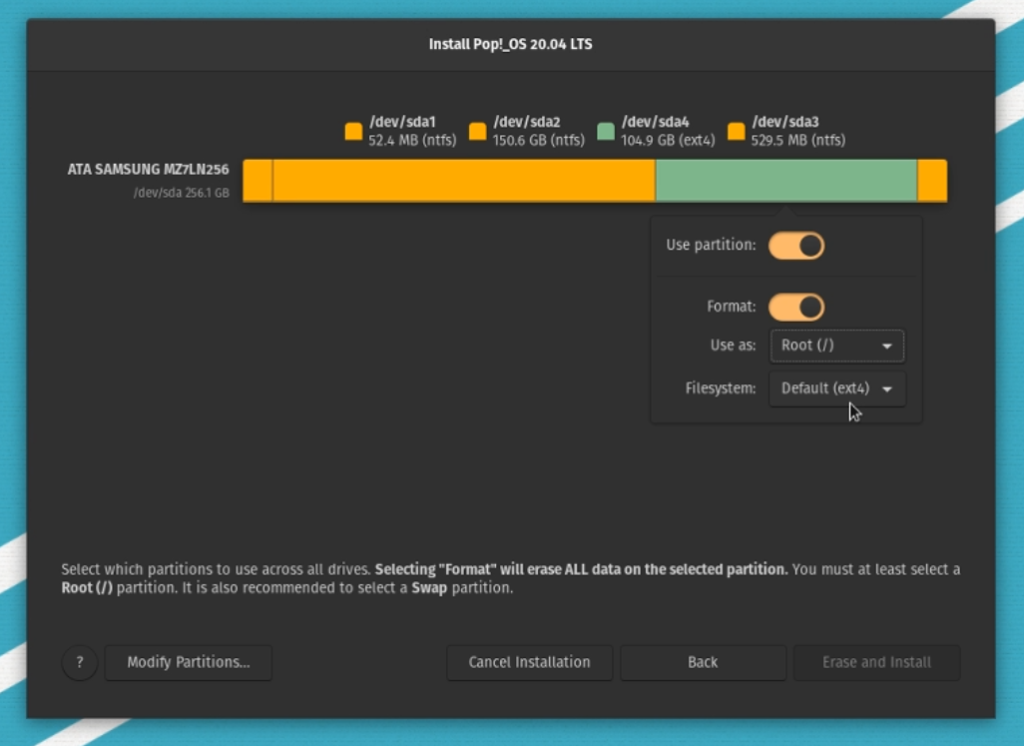 Install Pop!_OS 20.04 LTS
/dev/sda1
52.4 MB (ntfs)
/dev/sda2
150.6 GB (ntfs)
/dev/sda4
104.9 GB (ext4)
/dev/sda3
529.5 MB (ntfs)
ATA SAMSUNG MZ7LN256
/dev/sda 256.1 GB
Use partition:
Format:
Use as: Root (/)
Filesystem: Default (ext4)
Select which partitions to use across all drives. Selecting "Format" will erase ALL data on the selected partition. You must at least select a
Root (/) partition. It is also recommended to select a Swap partition.
? Modify Partitions... Cancel Installation Back Erase and Install